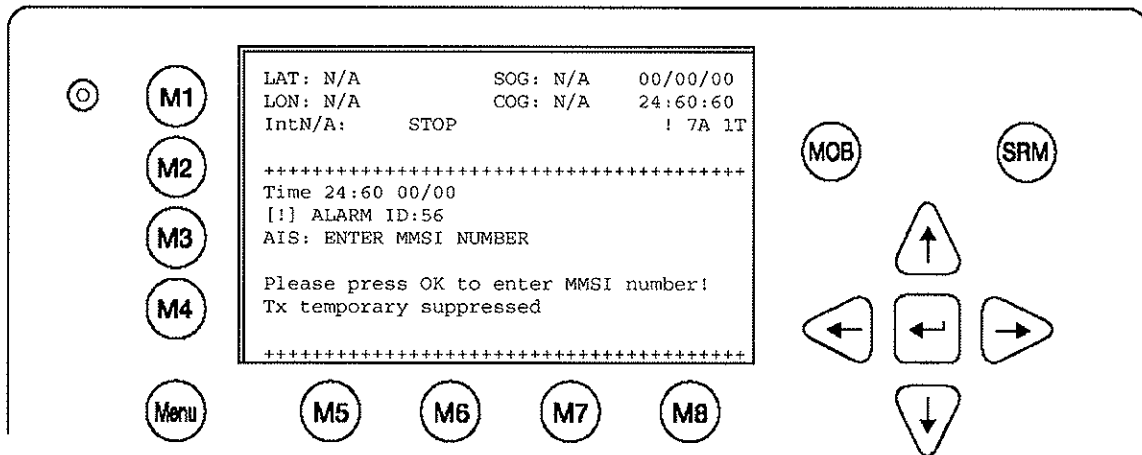 LAT: N/A SOG: N/A 00/00/00
LON: N/A COG: N/A 24:60:60
IntN/A: STOP ! 7A 1T
++++++++++++++++++++++++++++++++++++++++
Time 24:60 00/00
[!] ALARM ID:56
AIS: ENTER MMSI NUMBER
Please press OK to enter MMSI number!
Tx temporary suppressed
++++++++++++++++++++++++++++++++++++++++
M1
M2
M3
M4
Menu
M5 M6 M7 M8
MOB SRM